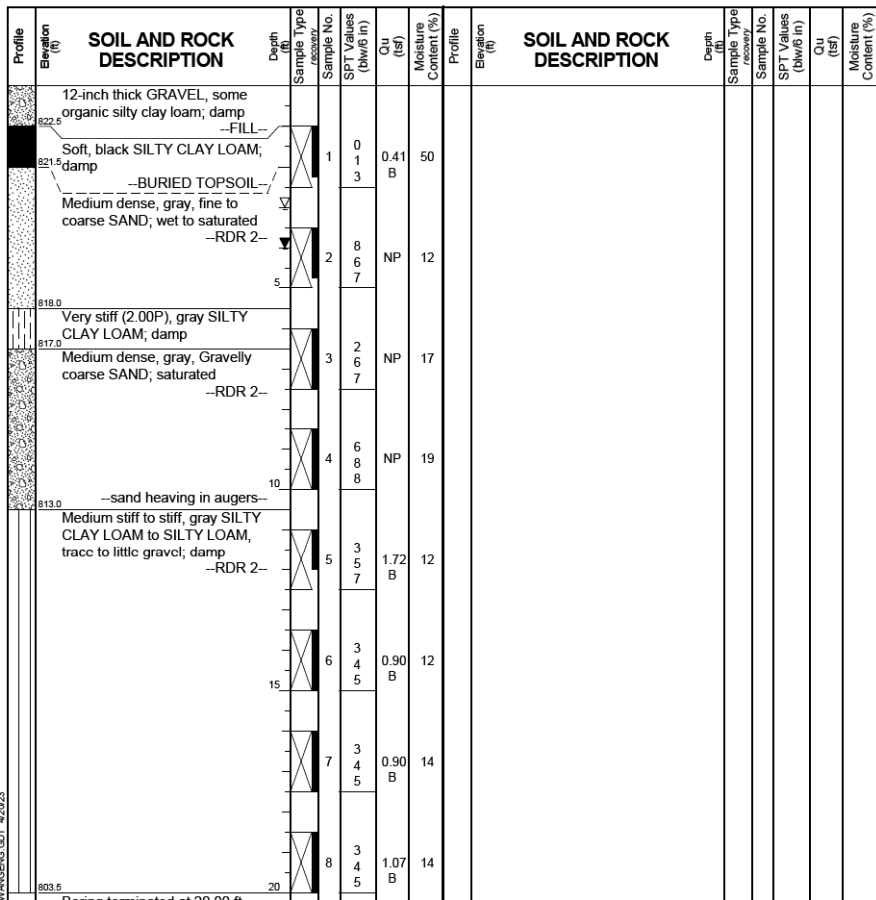 Profile
Elevation
(ft)
SOIL AND ROCK
DESCRIPTION
Depth
(ft)
Sample Type
recovery
Sample No.
SPT Values
(blw/6 in)
Qu
(tsf)
Moisture
Content (%)
Profile
Elevation
(ft)
SOIL AND ROCK
DESCRIPTION
Depth
(ft)
Sample Type
recovery
Sample No.
SPT Values
(blw/6 in)
Qu
(tsf)
Moisture
Content (%)
12-inch thick GRAVEL, some
organic silty clay loam; damp
822.5
--FILL--
Soft, black SILTY CLAY LOAM;
821.5 damp
--BURIED TOPSOIL--
1
0
1
3
0.41
B
50
Medium dense, gray, fine to
coarse SAND; wet to saturated
--RDR 2--
2
8
6
7
NP
12
5
818.0
Very stiff (2.00P), gray SILTY
CLAY LOAM; damp
817.0
Medium dense, gray, Gravelly
coarse SAND; saturated
--RDR 2--
3
2
6
7
NP
17
4
6
8
8
NP
19
10
--sand heaving in augers--
813.0
Medium stiff to stiff, gray SILTY
CLAY LOAM to SILTY LOAM,
trace to little gravel; damp
--RDR 2--
5
3
5
7
1.72
B
12
6
3
4
5
0.90
B
12
15
7
3
4
5
0.90
B
14
8
3
4
5
1.07
B
14
20
803.5
Boring terminated at 20.00 ft